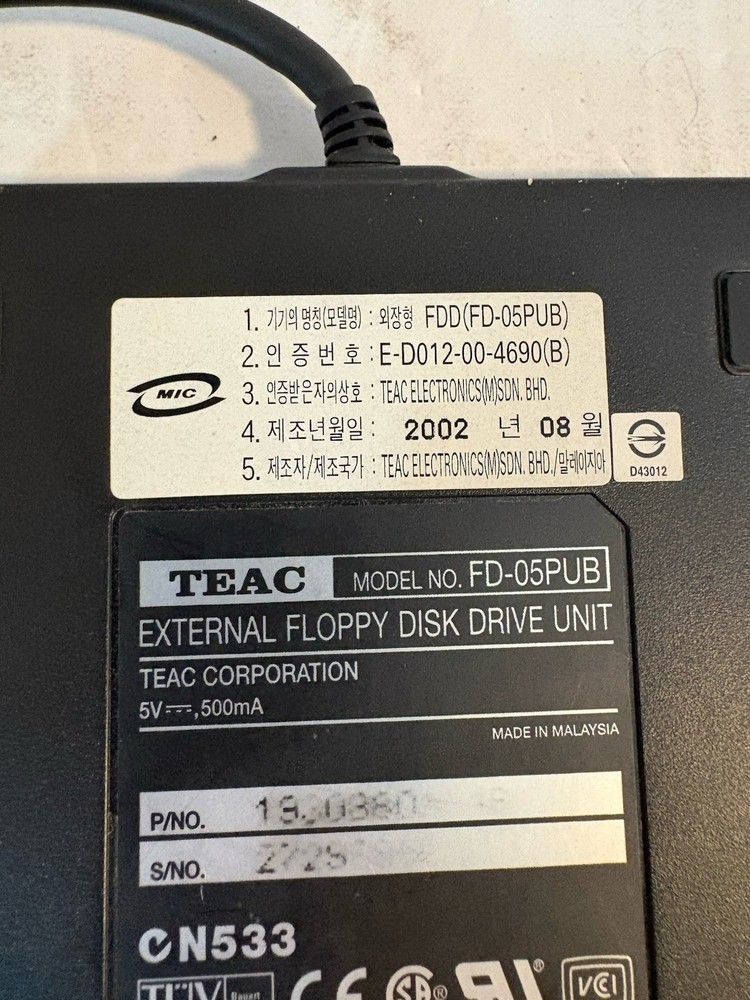 MIC
1. 기기의 명칭(모델명) : 외장형 FDD(FD-05PUB)
2. 인 증 번 호 : E-D012-00-4690(B)
3. 인증받은자의상호 : TEAC ELECTRONICS(M)SDN. BHD.
4. 제조년월일 : 2002 년 08 월
5. 제조자/제조국가 : TEAC ELECTRONICS(M)SDN. BHD./말레이지아
D43012
TEAC MODEL NO. FD-05PUB
EXTERNAL FLOPPY DISK DRIVE UNIT
TEAC CORPORATION
5V⎓,500mA
MADE IN MALAYSIA
P/NO.
S/NO.
N533
TÜV CE SA® ® VCI